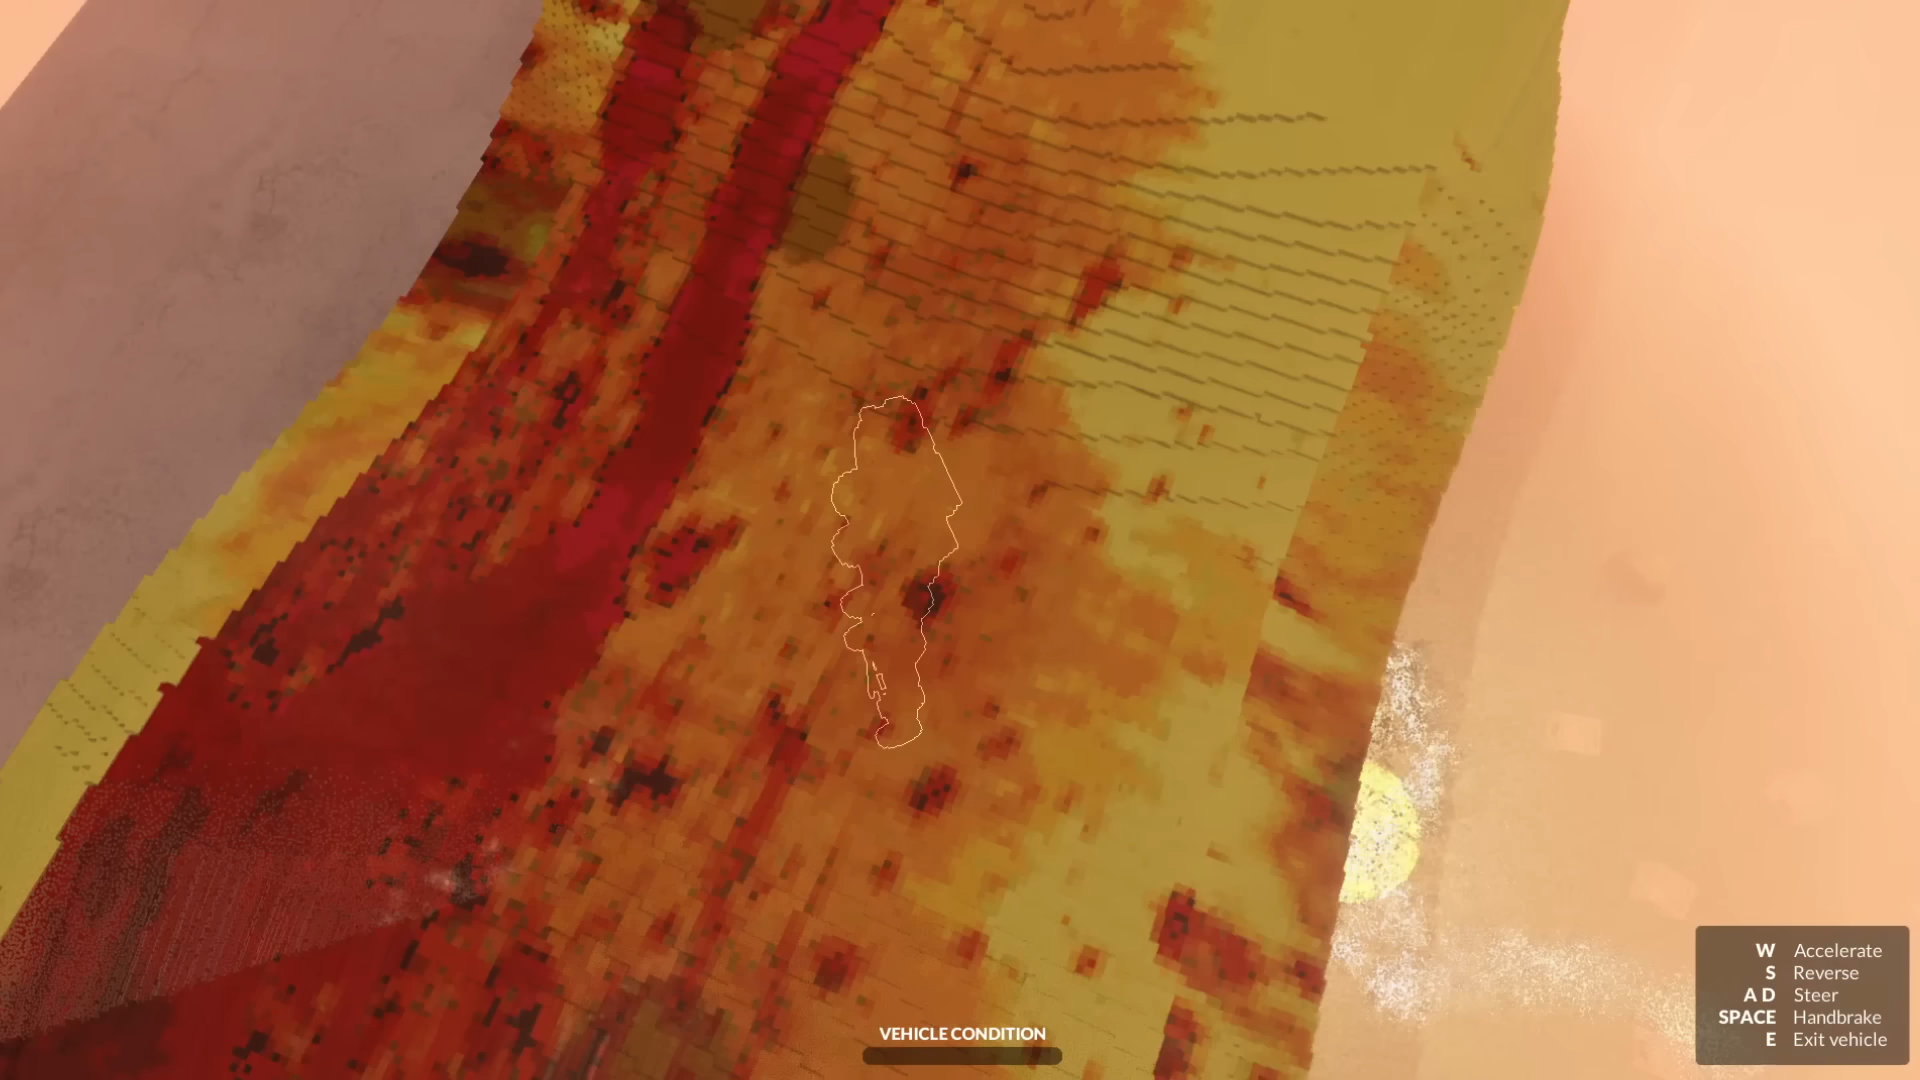 VEHICLE CONDITION
W Accelerate
S Reverse
A D Steer
SPACE Handbrake
E Exit vehicle